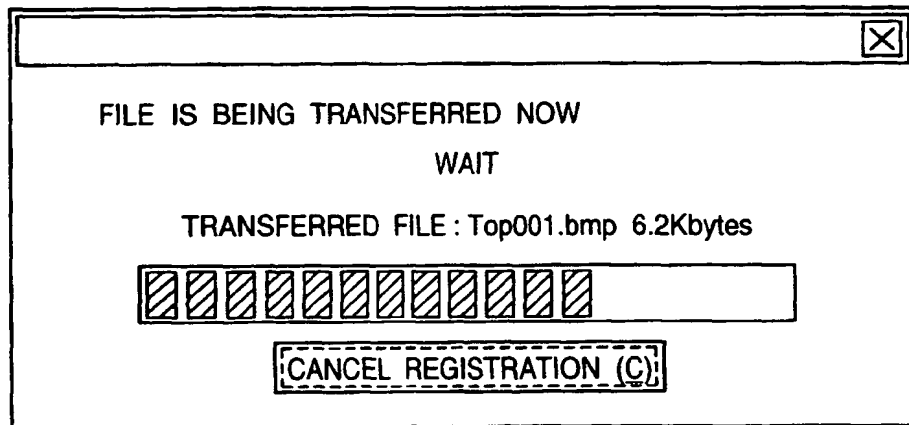 FILE IS BEING TRANSFERRED NOW
WAIT
TRANSFERRED FILE : Top001.bmp 6.2Kbytes
CANCEL REGISTRATION (C)